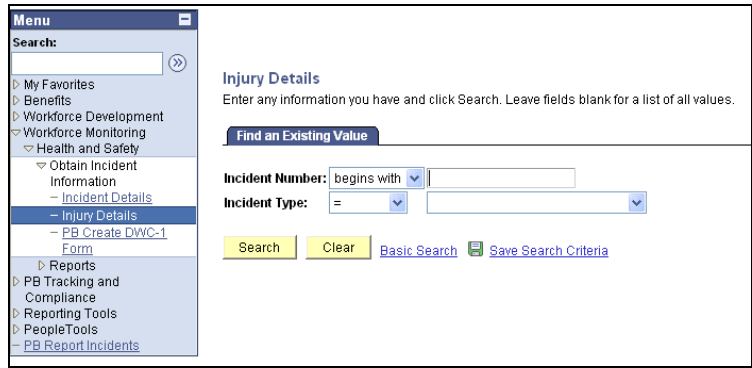 Menu
Search:
My Favorites
Benefits
Workforce Development
Workforce Monitoring
Health and Safety
Obtain Incident
Information
– Incident Details
– Injury Details
– PB Create DWC-1
Form
Reports
PB Tracking and
Compliance
Reporting Tools
PeopleTools
– PB Report Incidents
Injury Details
Enter any information you have and click Search. Leave fields blank for a list of all values.
Find an Existing Value
Incident Number: begins with
Incident Type: =
Search Clear Basic Search Save Search Criteria